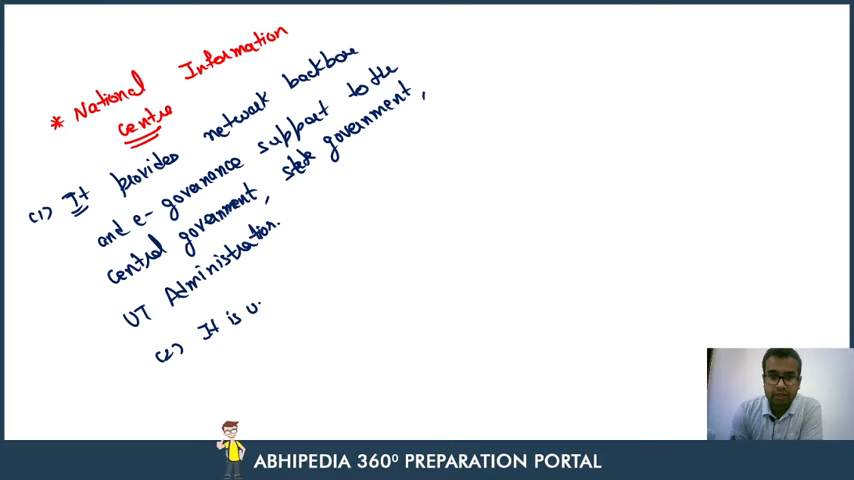 * National Information
centre
(1) It provides network backbone
and e-governance support to the
central government, state government,
UT Administration.
(2) It is u.
ABHIPEDIA 360⁰ PREPARATION PORTAL